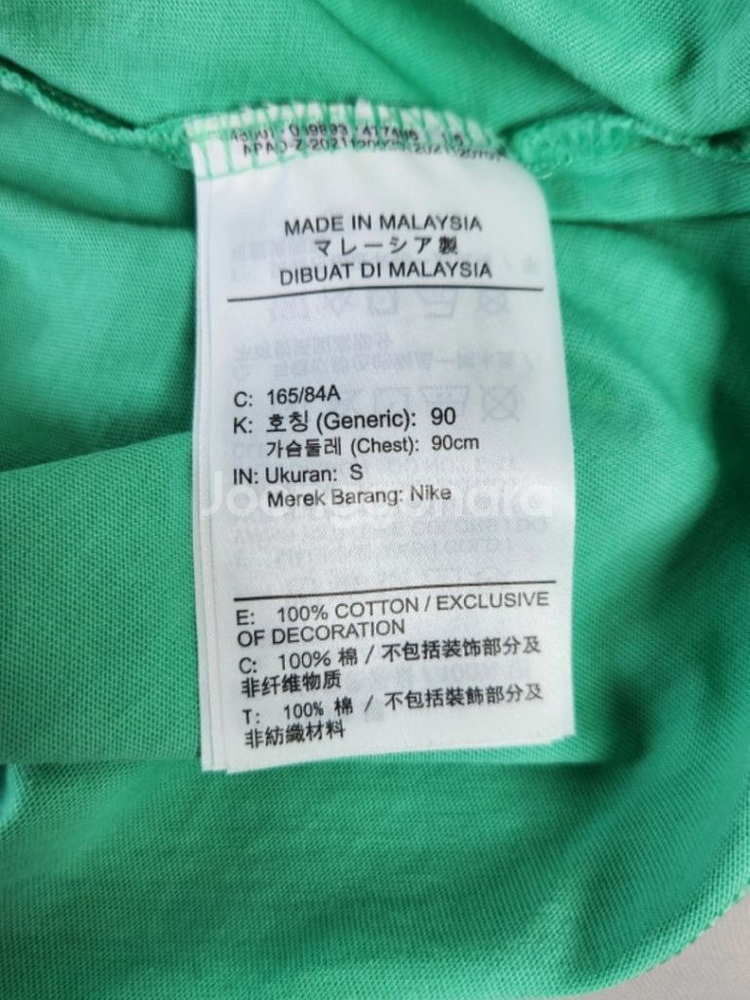 MADE IN MALAYSIA
マレーシア製
DIBUAT DI MALAYSIA
C: 165/84A
K: 호칭 (Generic): 90
가슴둘레 (Chest): 90cm
IN: Ukuran: S
Merek Barang: Nike
Joonggonara
E: 100% COTTON / EXCLUSIVE
OF DECORATION
C: 100% 棉 / 不包括装饰部分及
非纤维物质
T: 100% 棉 / 不包括裝飾部分及
非紡織材料